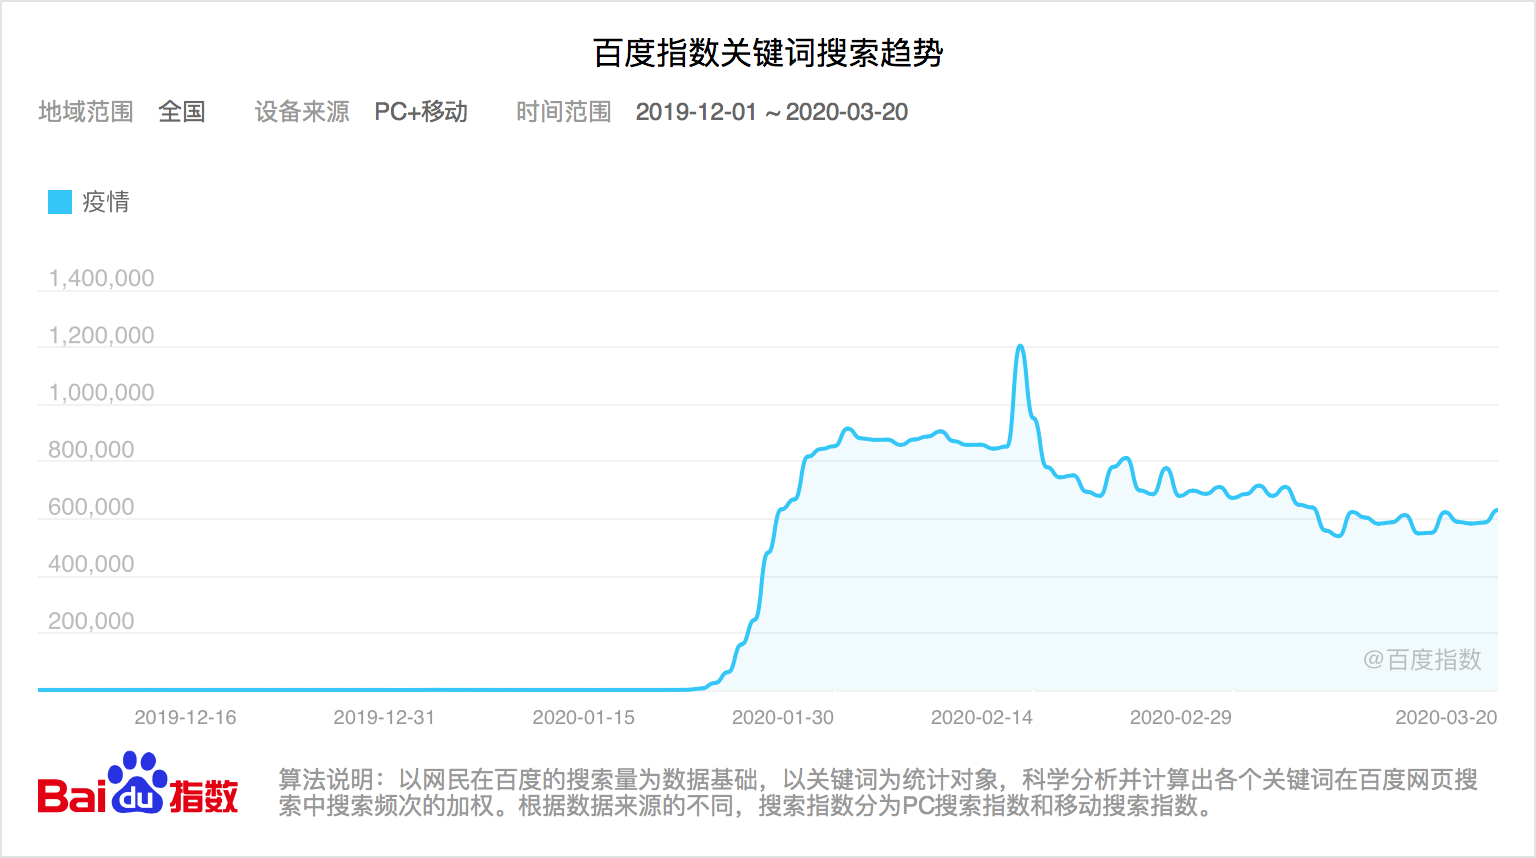 百度指数关键词搜索趋势
地域范围 全国 设备来源 PC+移动 时间范围 2019-12-01 ~ 2020-03-20
疫情
1,400,000
1,200,000
1,000,000
800,000
600,000
400,000
200,000
@百度指数
2019-12-16 2019-12-31 2020-01-15 2020-01-30 2020-02-14 2020-02-29 2020-03-20
Bai du 指数
算法说明：以网民在百度的搜索量为数据基础，以关键词为统计对象，科学分析并计算出各个关键词在百度网页搜
索中搜索频次的加权。根据数据来源的不同，搜索指数分为PC搜索指数和移动搜索指数。